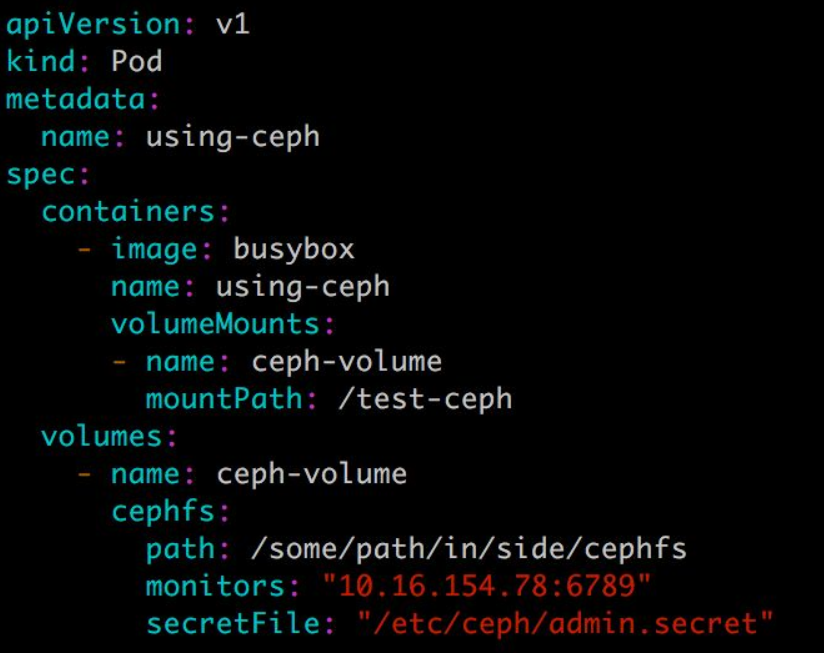 apiVersion: v1
kind: Pod
metadata:
  name: using-ceph
spec:
  containers:
    - image: busybox
      name: using-ceph
      volumeMounts:
      - name: ceph-volume
        mountPath: /test-ceph
  volumes:
    - name: ceph-volume
      cephfs:
        path: /some/path/in/side/cephfs
        monitors: "10.16.154.78:6789"
        secretFile: "/etc/ceph/admin.secret"